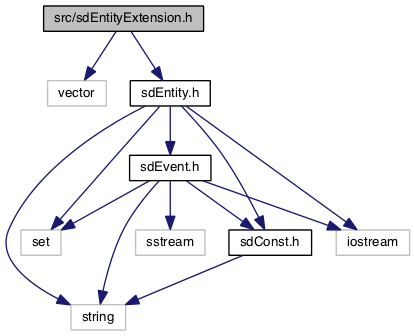 src/sdEntityExtension.h
vector
sdEntity.h
sdEvent.h
set
sstream
sdConst.h
iostream
string